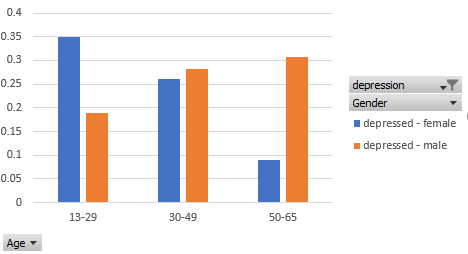 0.4
0.35
0.3
0.25
0.2
0.15
0.1
0.05
0
13-29
30-49
50-65
depression
Gender
depressed - female
depressed - male
Age